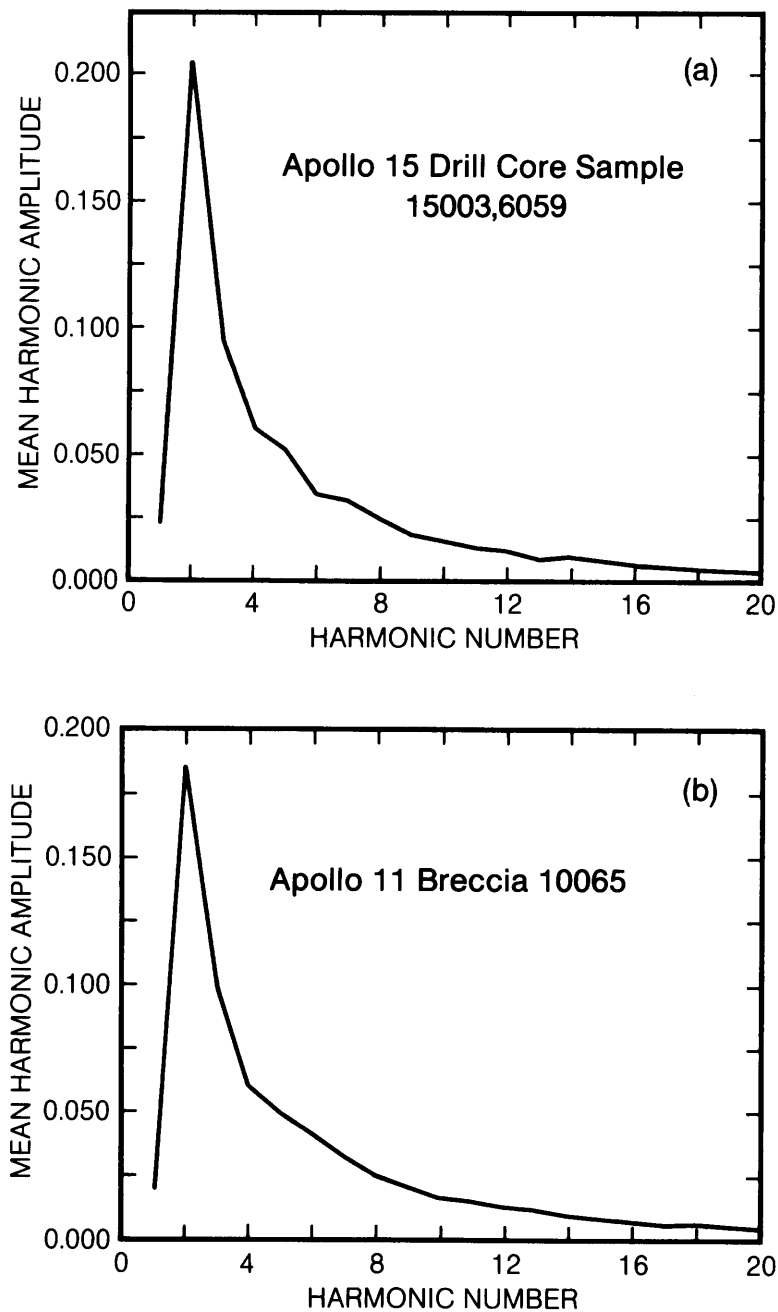 (a)
Apollo 15 Drill Core Sample
15003,6059
MEAN HARMONIC AMPLITUDE
0.200
0.150
0.100
0.050
0.000
0 4 8 12 16 20
HARMONIC NUMBER
(b)
Apollo 11 Breccia 10065
MEAN HARMONIC AMPLITUDE
0.200
0.150
0.100
0.050
0.000
0 4 8 12 16 20
HARMONIC NUMBER